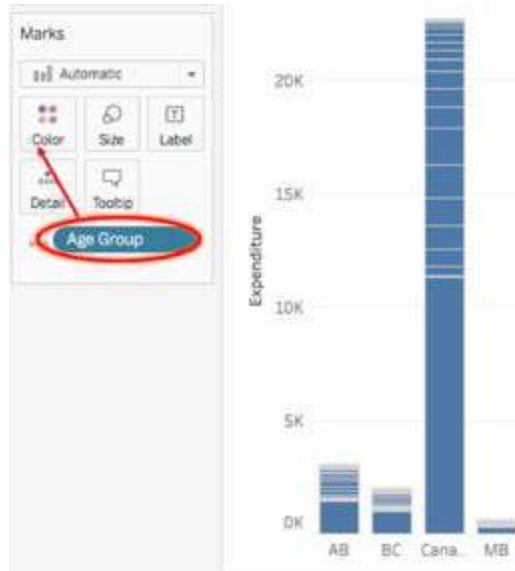 Marks
Automatic
Color Size Label
Detail Tooltip
Age Group
Expenditure
20K
15K
10K
5K
0K
AB BC Cana.. MB